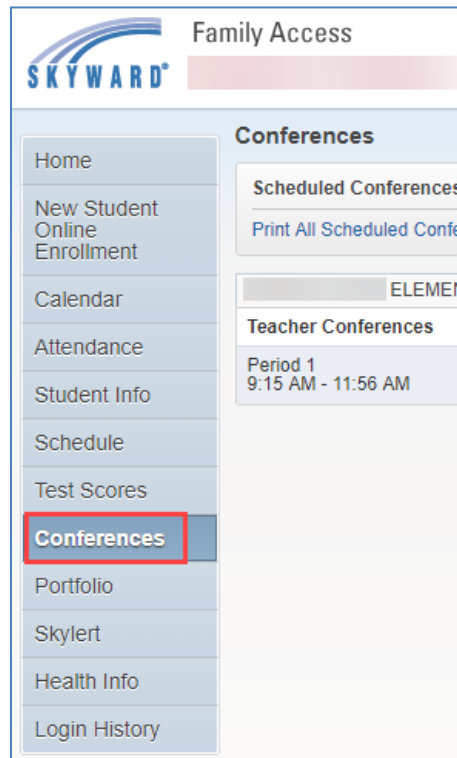 Family Access
SKYWARD®
Home
New Student
Online
Enrollment
Calendar
Attendance
Student Info
Schedule
Test Scores
Conferences
Portfolio
Skylert
Health Info
Login History
Conferences
Scheduled Conferences
Print All Scheduled
Teacher Conferences
Period 1
9:15 AM - 11:56 AM